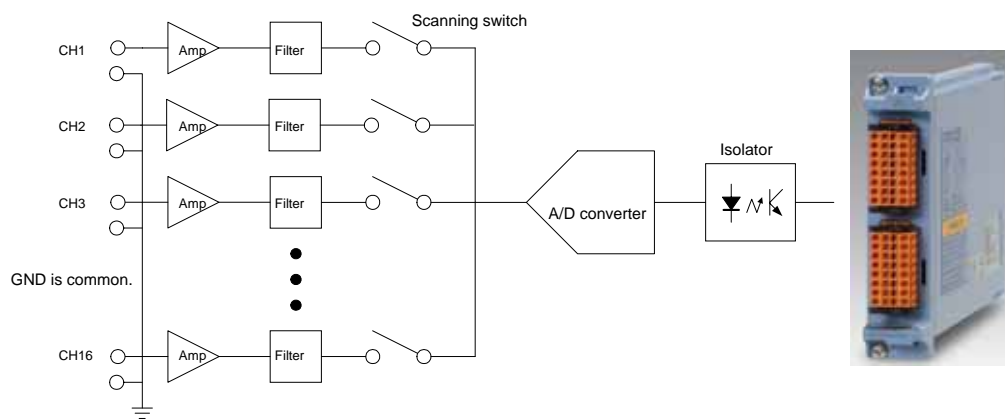 Scanning switch
CH1
Amp
Filter
CH2
Amp
Filter
CH3
Amp
Filter
A/D converter
Isolator
GND is common.
CH16
Amp
Filter